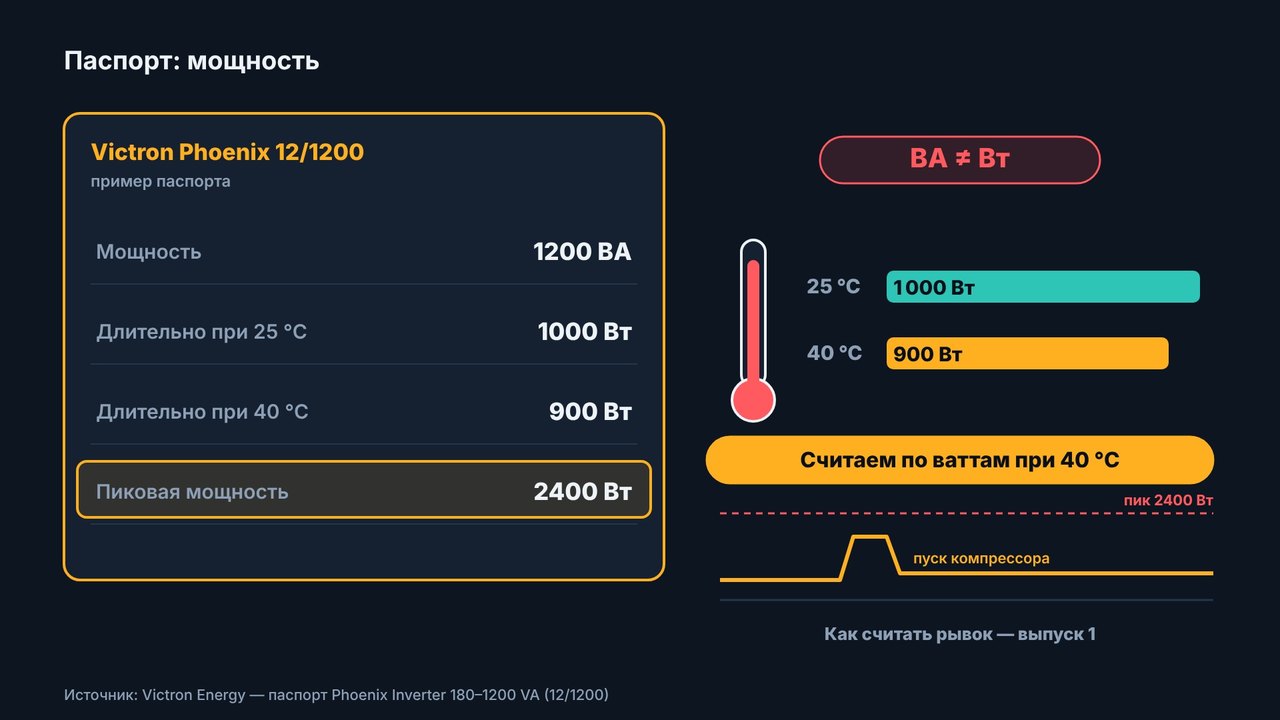 Паспорт: мощность
Victron Phoenix 12/1200
пример паспорта
Мощность 1200 ВА
Длительно при 25 °C 1000 Вт
Длительно при 40 °C 900 Вт
Пиковая мощность 2400 Вт
ВА ≠ Вт
25 °C 1000 Вт
40 °C 900 Вт
Считаем по ваттам при 40 °C
пик 2400 Вт
пуск компрессора
Как считать рывок — выпуск 1
Источник: Victron Energy — паспорт Phoenix Inverter 180–1200 VA (12/1200)